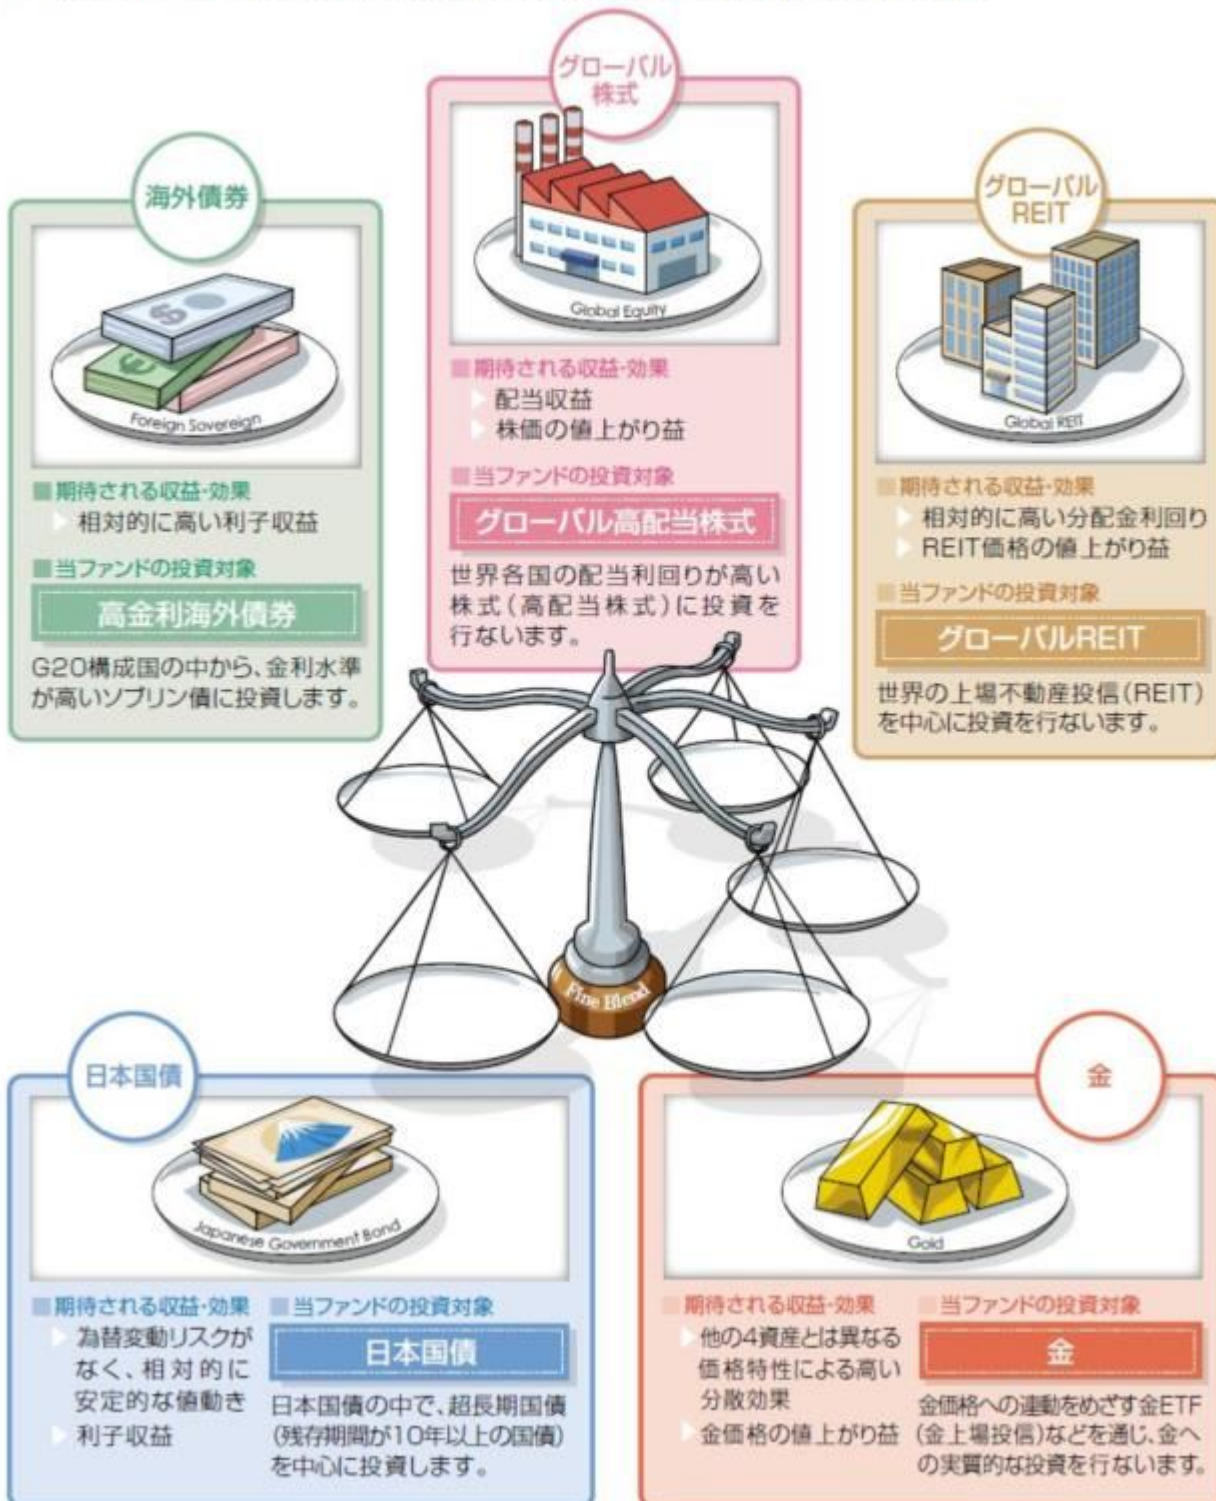 グローバル
株式
Global Equity
■期待される収益・効果
配当収益
株価の値上がり益
■当ファンドの投資対象
グローバル高配当株式
世界各国の配当利回りが高い
株式(高配当株式)に投資を
行ないます。
海外債券
Foreign Sovereign
■期待される収益・効果
相対的に高い利子収益
■当ファンドの投資対象
高金利海外債券
G20構成国の中から、金利水準
が高いソブリン債に投資します。
グローバル
REIT
Global REIT
■期待される収益・効果
相対的に高い分配金利回り
REIT価格の値上がり益
■当ファンドの投資対象
グローバルREIT
世界の上場不動産投信(REIT)
を中心に投資を行ないます。
Fine Blend
日本国債
Japanese Government Bond
■期待される収益・効果
為替変動リスクが
なく、相対的に
安定的な値動き
利子収益
■当ファンドの投資対象
日本国債
日本国債の中で、超長期国債
(残存期間が10年以上の国債)
を中心に投資します。
金
Gold
■期待される収益・効果
他の4資産とは異なる
価格特性による高い
分散効果
金価格の値上がり益
■当ファンドの投資対象
金
金価格への連動をめざす金ETF
(金上場投信)などを通じ、金へ
の実質的な投資を行ないます。